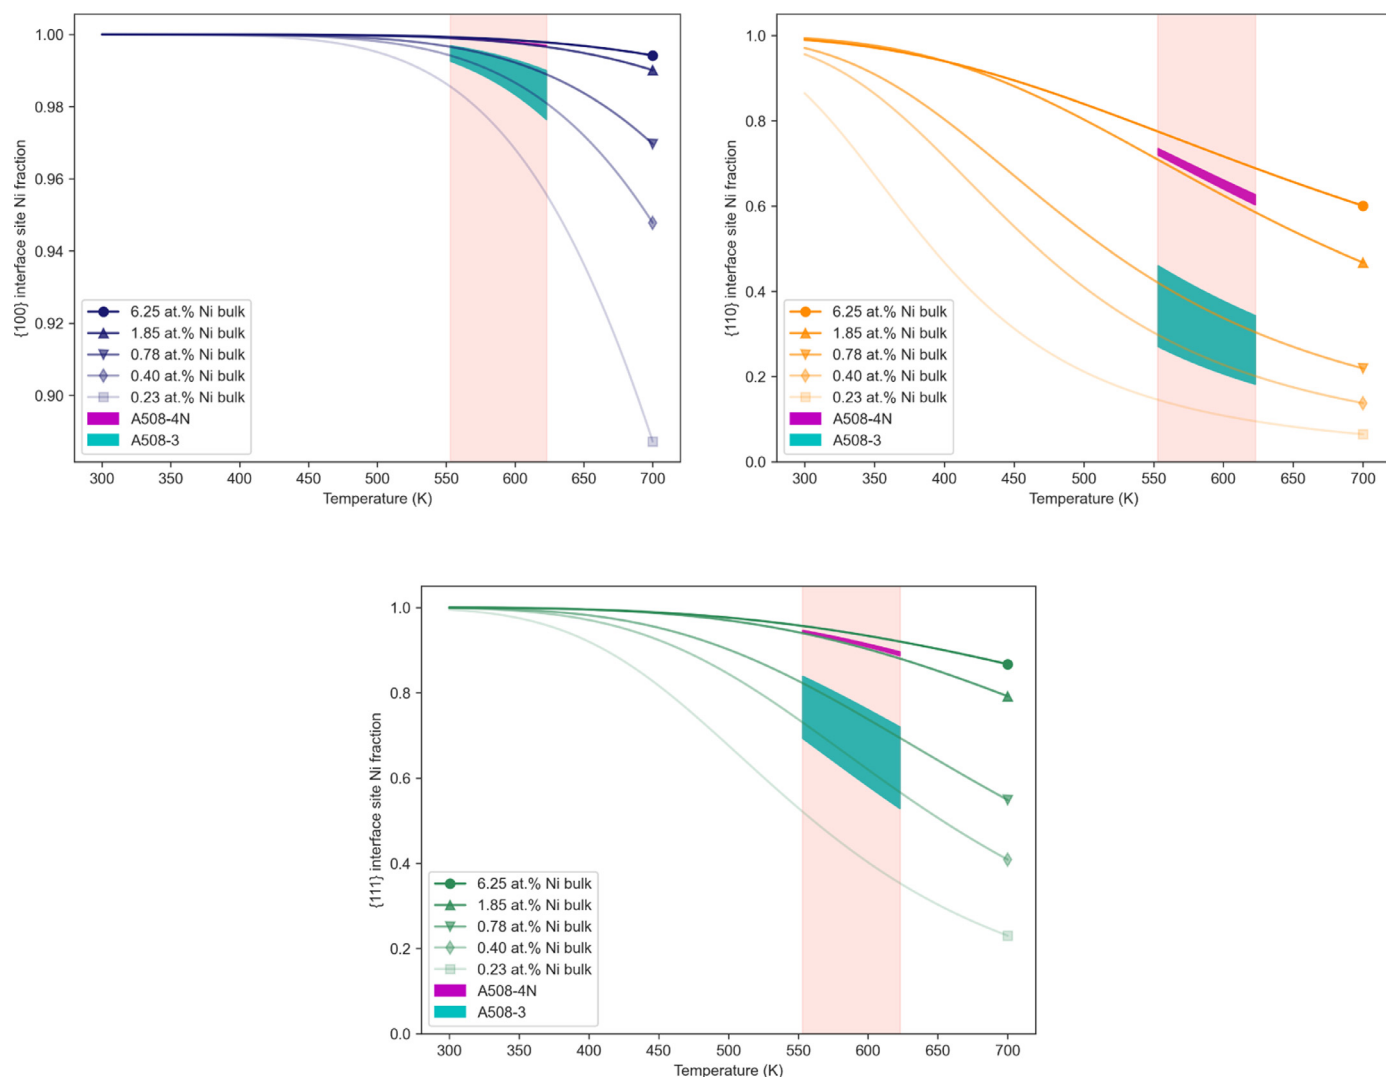 {100} interface site Ni fraction
1.00
0.98
0.96
0.94
0.92
0.90
6.25 at.% Ni bulk
1.85 at.% Ni bulk
0.78 at.% Ni bulk
0.40 at.% Ni bulk
0.23 at.% Ni bulk
A508-4N
A508-3
300 350 400 450 500 550 600 650 700
Temperature (K)
{110} interface site Ni fraction
1.0
0.8
0.6
0.4
0.2
0.0
6.25 at.% Ni bulk
1.85 at.% Ni bulk
0.78 at.% Ni bulk
0.40 at.% Ni bulk
0.23 at.% Ni bulk
A508-4N
A508-3
300 350 400 450 500 550 600 650 700
Temperature (K)
{111} interface site Ni fraction
1.0
0.8
0.6
0.4
0.2
0.0
6.25 at.% Ni bulk
1.85 at.% Ni bulk
0.78 at.% Ni bulk
0.40 at.% Ni bulk
0.23 at.% Ni bulk
A508-4N
A508-3
300 350 400 450 500 550 600 650 700
Temperature (K)